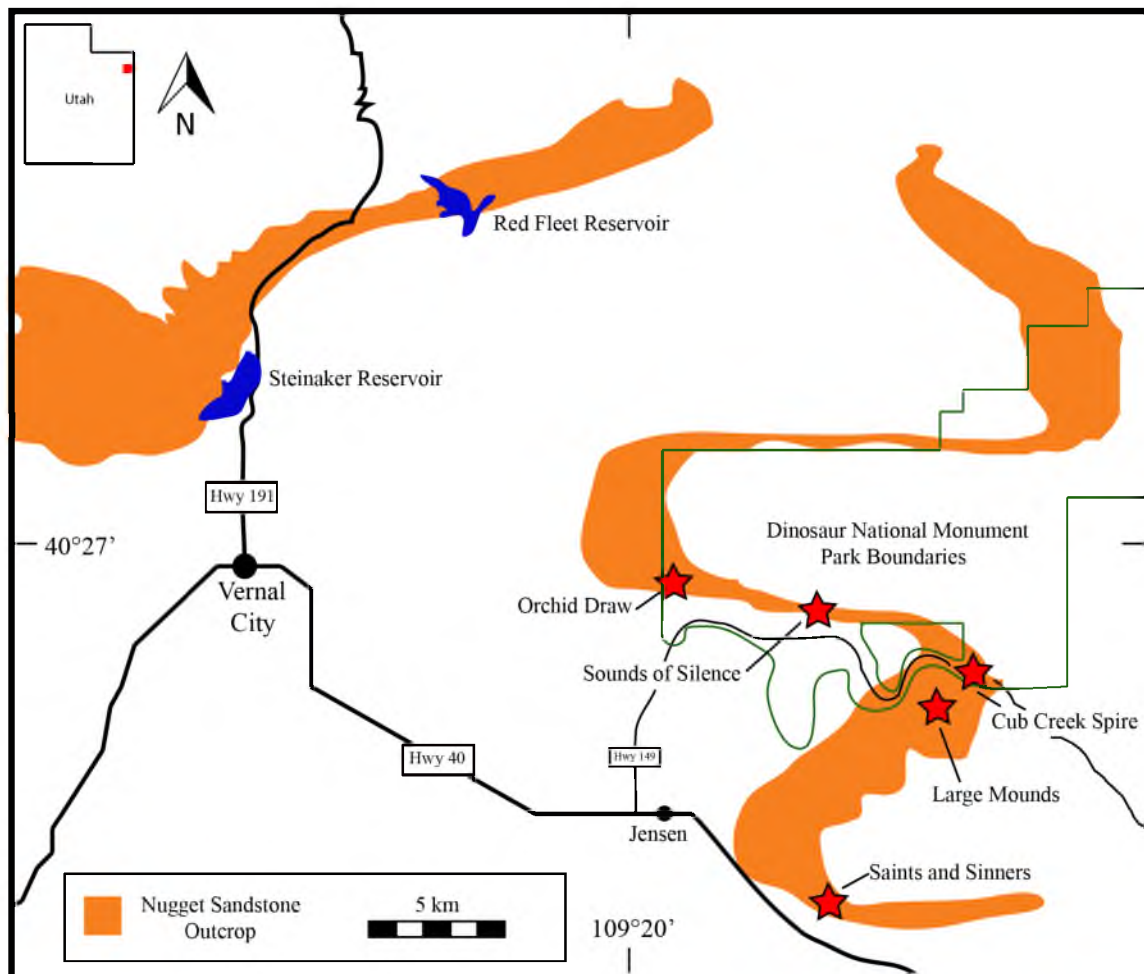 Utah
N
Red Fleet Reservoir
Steinaker Reservoir
Hwy 191
40°27’
Dinosaur National Monument
Park Boundaries
Vernal
City
Orchid Draw
Sounds of Silence
Cub Creek Spire
Hwy 40
Hwy 149
Large Mounds
Jensen
Saints and Sinners
Nugget Sandstone
Outcrop
5 km
109°20’